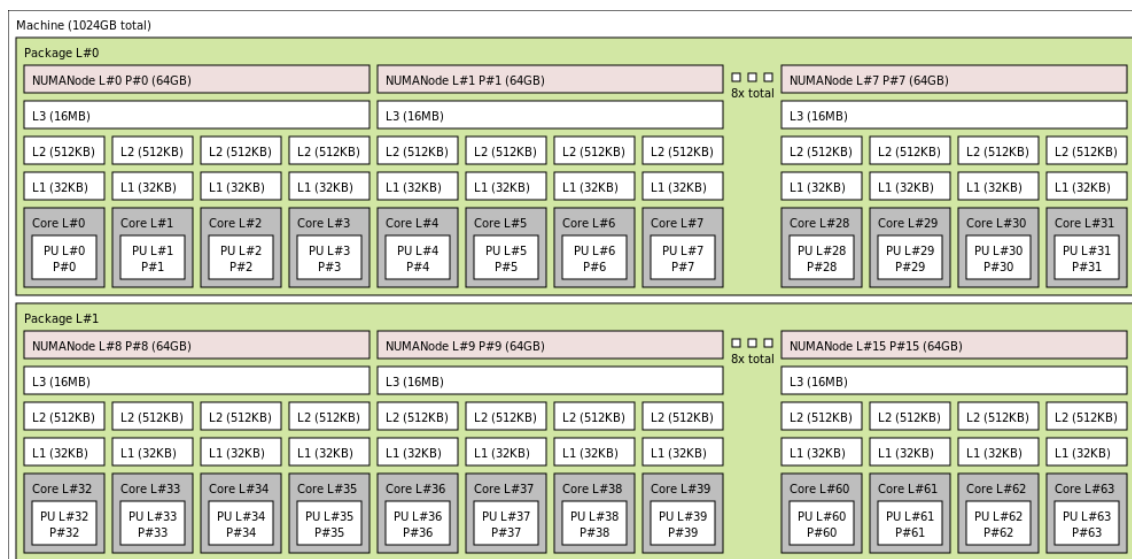 Machine (1024GB total)
Package L#0
NUMANode L#0 P#0 (64GB) NUMANode L#1 P#1 (64GB) NUMANode L#7 P#7 (64GB)
8x total
L3 (16MB) L3 (16MB) L3 (16MB)
L2 (512KB) L2 (512KB) L2 (512KB) L2 (512KB) L2 (512KB) L2 (512KB) L2 (512KB) L2 (512KB) L2 (512KB) L2 (512KB) L2 (512KB) L2 (512KB)
L1 (32KB) L1 (32KB) L1 (32KB) L1 (32KB) L1 (32KB) L1 (32KB) L1 (32KB) L1 (32KB) L1 (32KB) L1 (32KB) L1 (32KB) L1 (32KB)
Core L#0 Core L#1 Core L#2 Core L#3 Core L#4 Core L#5 Core L#6 Core L#7 Core L#28 Core L#29 Core L#30 Core L#31
PU L#0 PU L#1 PU L#2 PU L#3 PU L#4 PU L#5 PU L#6 PU L#7 PU L#28 PU L#29 PU L#30 PU L#31
P#0 P#1 P#2 P#3 P#4 P#5 P#6 P#7 P#28 P#29 P#30 P#31
Package L#1
NUMANode L#8 P#8 (64GB) NUMANode L#9 P#9 (64GB) NUMANode L#15 P#15 (64GB)
8x total
L3 (16MB) L3 (16MB) L3 (16MB)
L2 (512KB) L2 (512KB) L2 (512KB) L2 (512KB) L2 (512KB) L2 (512KB) L2 (512KB) L2 (512KB) L2 (512KB) L2 (512KB) L2 (512KB) L2 (512KB)
L1 (32KB) L1 (32KB) L1 (32KB) L1 (32KB) L1 (32KB) L1 (32KB) L1 (32KB) L1 (32KB) L1 (32KB) L1 (32KB) L1 (32KB) L1 (32KB)
Core L#32 Core L#33 Core L#34 Core L#35 Core L#36 Core L#37 Core L#38 Core L#39 Core L#60 Core L#61 Core L#62 Core L#63
PU L#32 PU L#33 PU L#34 PU L#35 PU L#36 PU L#37 PU L#38 PU L#39 PU L#60 PU L#61 PU L#62 PU L#63
P#32 P#33 P#34 P#35 P#36 P#37 P#38 P#39 P#60 P#61 P#62 P#63